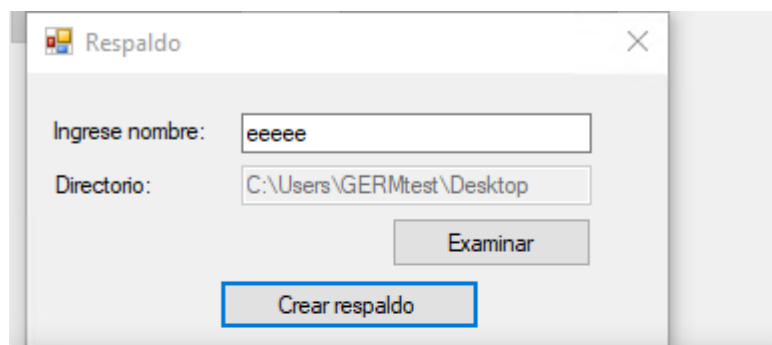 Respaldo
Ingrese nombre: eeeee
Directorio: C:\Users\GERMtest\Desktop
Examinar
Crear respaldo